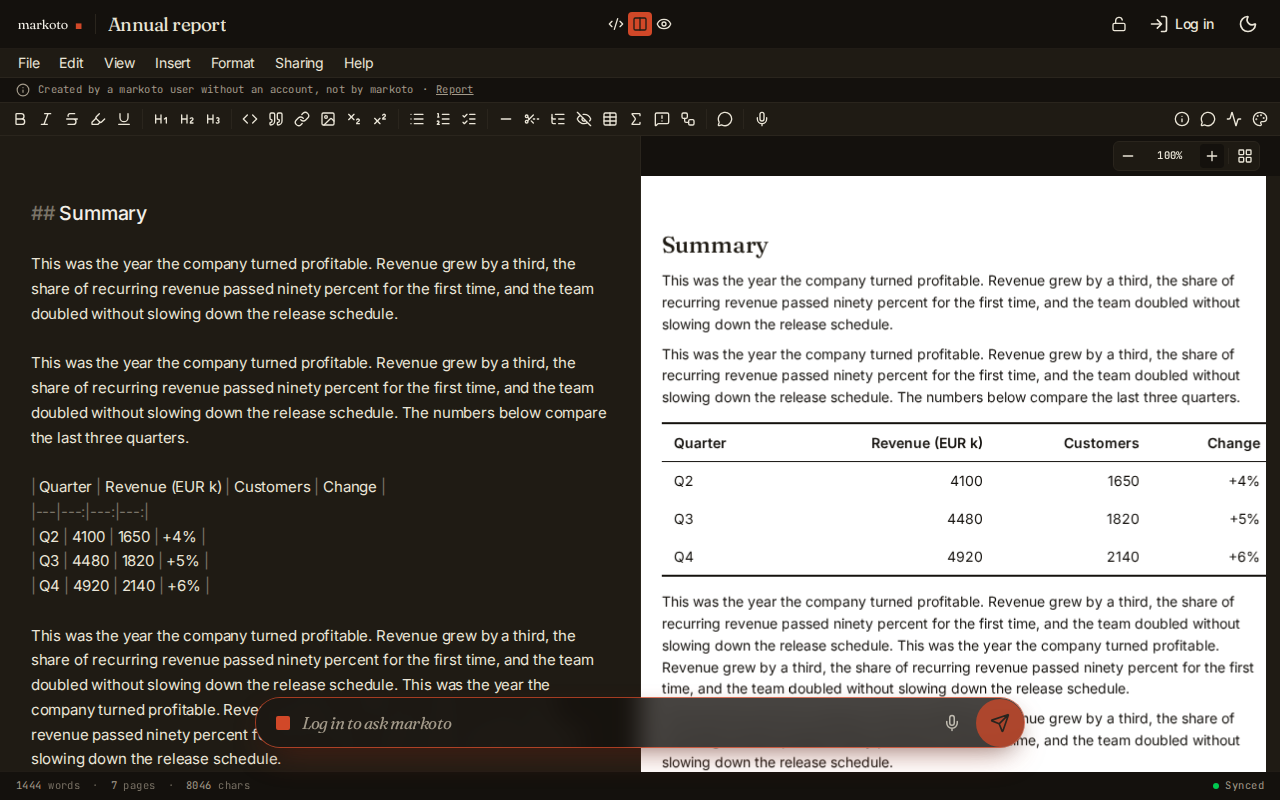 markoto
Annual report
Log in
File Edit View Insert Format Sharing Help
Created by a markoto user without an account, not by markoto · Report
H1 H2 H3
100%
## Summary
This was the year the company turned profitable. Revenue grew by a third, the
share of recurring revenue passed ninety percent for the first time, and the team
doubled without slowing down the release schedule.
This was the year the company turned profitable. Revenue grew by a third, the
share of recurring revenue passed ninety percent for the first time, and the team
doubled without slowing down the release schedule. The numbers below compare
the last three quarters.
| Quarter | Revenue (EUR k) | Customers | Change |
|---|---:|---:|---:|
| Q2 | 4100 | 1650 | +4% |
| Q3 | 4480 | 1820 | +5% |
| Q4 | 4920 | 2140 | +6% |
This was the year the company turned profitable. Revenue grew by a third, the
share of recurring revenue passed ninety percent for the first time, and the team
doubled without slowing down the release schedule. This was the year the
company turned profitable.
revenue passed ninety percent
slowing down the release schedule.
Summary
This was the year the company turned profitable. Revenue grew by a third, the share of
recurring revenue passed ninety percent for the first time, and the team doubled without
slowing down the release schedule.
This was the year the company turned profitable. Revenue grew by a third, the share of
recurring revenue passed ninety percent for the first time, and the team doubled without
slowing down the release schedule. The numbers below compare the last three quarters.
Quarter Revenue (EUR k) Customers Change
Q2 4100 1650 +4%
Q3 4480 1820 +5%
Q4 4920 2140 +6%
This was the year the company turned profitable. Revenue grew by a third, the share of
recurring revenue passed ninety percent for the first time, and the team doubled without
slowing down the release schedule. This was the year the company turned profitable.
Revenue grew by a third, the share of recurring revenue passed ninety percent for the first
time, and the team doubled without slowing down the release schedule.
grew by a third, the share of
and the team doubled without
slowing down the release schedule.
Log in to ask markoto
1444 words · 7 pages · 8046 chars
Synced